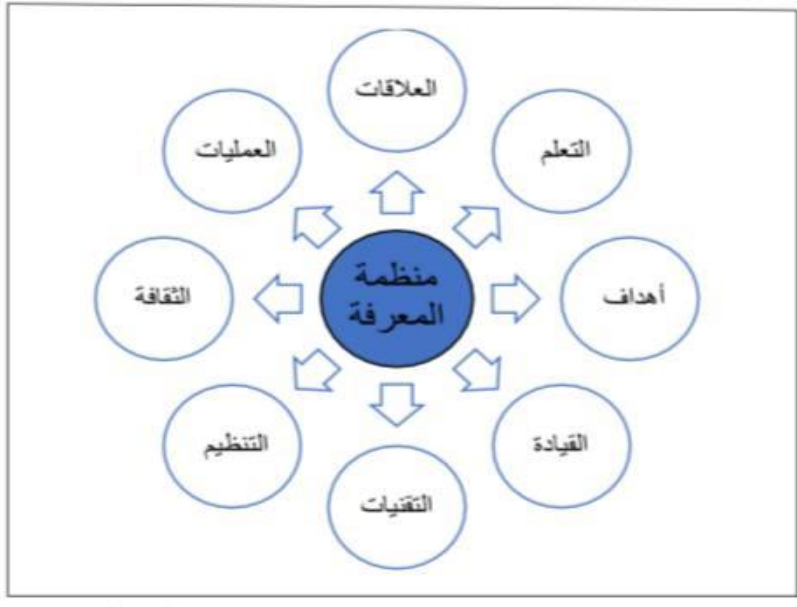 العلاقات
التعلم
العمليات
منظمة
المعرفة
أهداف
الثقافة
القيادة
التنظيم
التقنيات